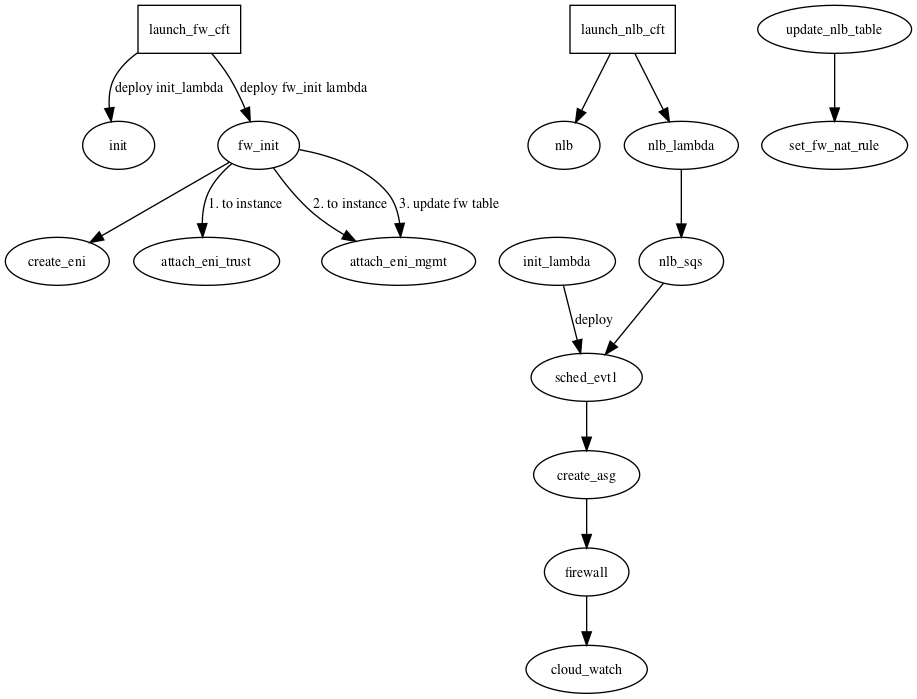 launch_fw_cft
launch_nlb_cft
update_nlb_table
deploy init_lambda
deploy fw_init lambda
init
fw_init
nlb
nlb_lambda
set_fw_nat_rule
1. to instance
2. to instance
3. update fw table
create_eni
attach_eni_trust
attach_eni_mgmt
init_lambda
nlb_sqs
deploy
sched_evt1
create_asg
firewall
cloud_watch